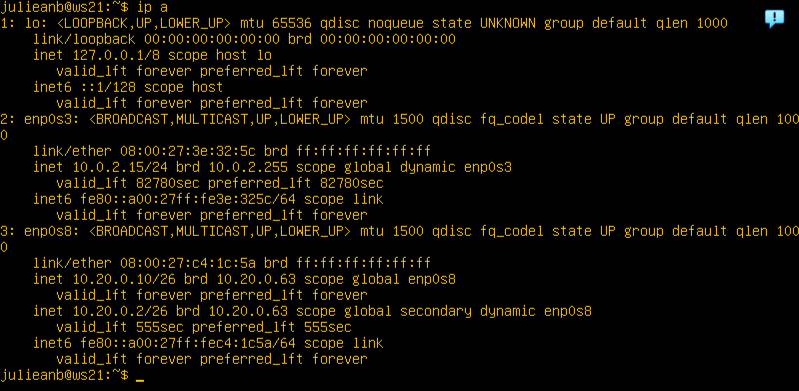 julieanb@ws21:~$ ip a
1: lo: <LOOPBACK,UP,LOWER_UP> mtu 65536 qdisc noqueue state UNKNOWN group default qlen 1000
    link/loopback 00:00:00:00:00:00 brd 00:00:00:00:00:00
    inet 127.0.0.1/8 scope host lo
       valid_lft forever preferred_lft forever
    inet6 ::1/128 scope host
       valid_lft forever preferred_lft forever
2: enp0s3: <BROADCAST,MULTICAST,UP,LOWER_UP> mtu 1500 qdisc fq_codel state UP group default qlen 100
0
    link/ether 08:00:27:3e:32:5c brd ff:ff:ff:ff:ff:ff
    inet 10.0.2.15/24 brd 10.0.2.255 scope global dynamic enp0s3
       valid_lft 82780sec preferred_lft 82780sec
    inet6 fe80::a00:27ff:fe3e:325c/64 scope link
       valid_lft forever preferred_lft forever
3: enp0s8: <BROADCAST,MULTICAST,UP,LOWER_UP> mtu 1500 qdisc fq_codel state UP group default qlen 100
0
    link/ether 08:00:27:c4:1c:5a brd ff:ff:ff:ff:ff:ff
    inet 10.20.0.10/26 brd 10.20.0.63 scope global enp0s8
       valid_lft forever preferred_lft forever
    inet 10.20.0.2/26 brd 10.20.0.63 scope global secondary dynamic enp0s8
       valid_lft 555sec preferred_lft 555sec
    inet6 fe80::a00:27ff:fec4:1c5a/64 scope link
       valid_lft forever preferred_lft forever
julieanb@ws21:~$ _